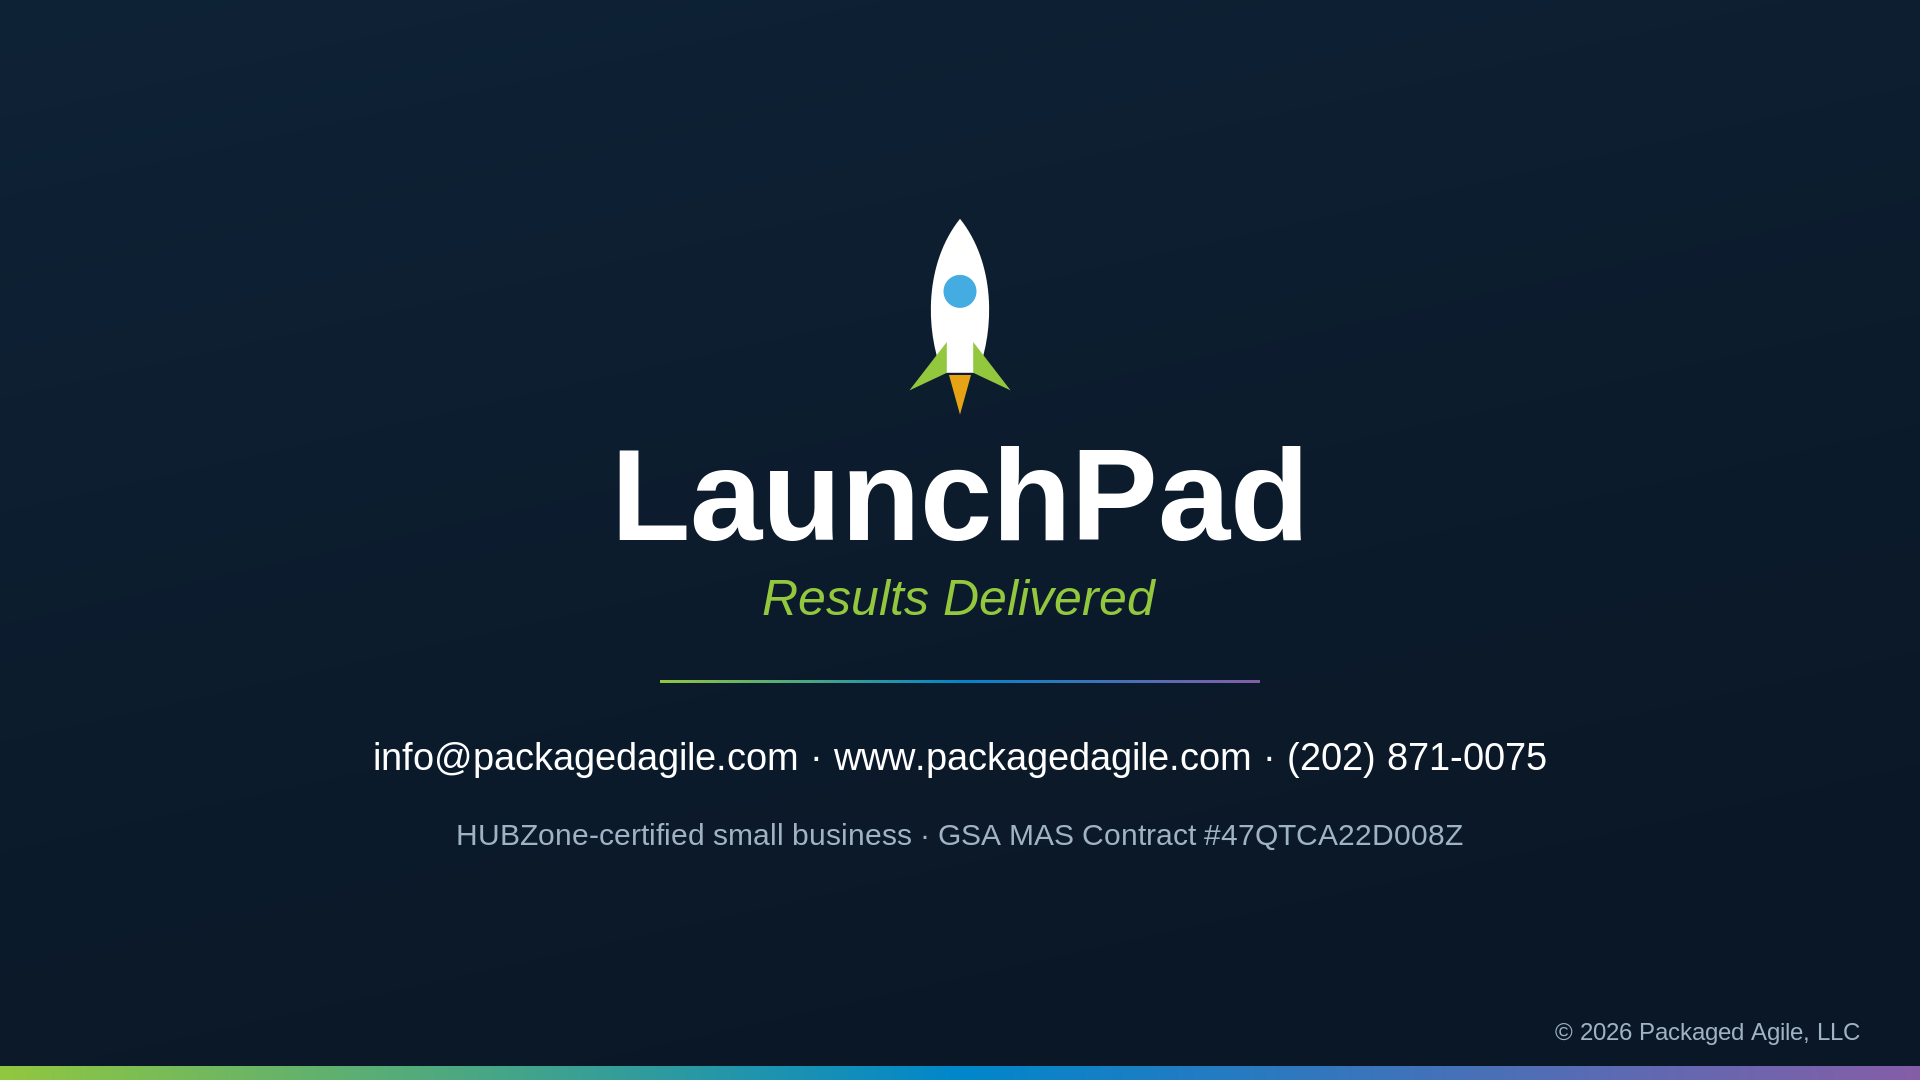 LaunchPad
Results Delivered
info@packagedagile.com · www.packagedagile.com · (202) 871-0075
HUBZone-certified small business · GSA MAS Contract #47QTCA22D008Z
© 2026 Packaged Agile, LLC